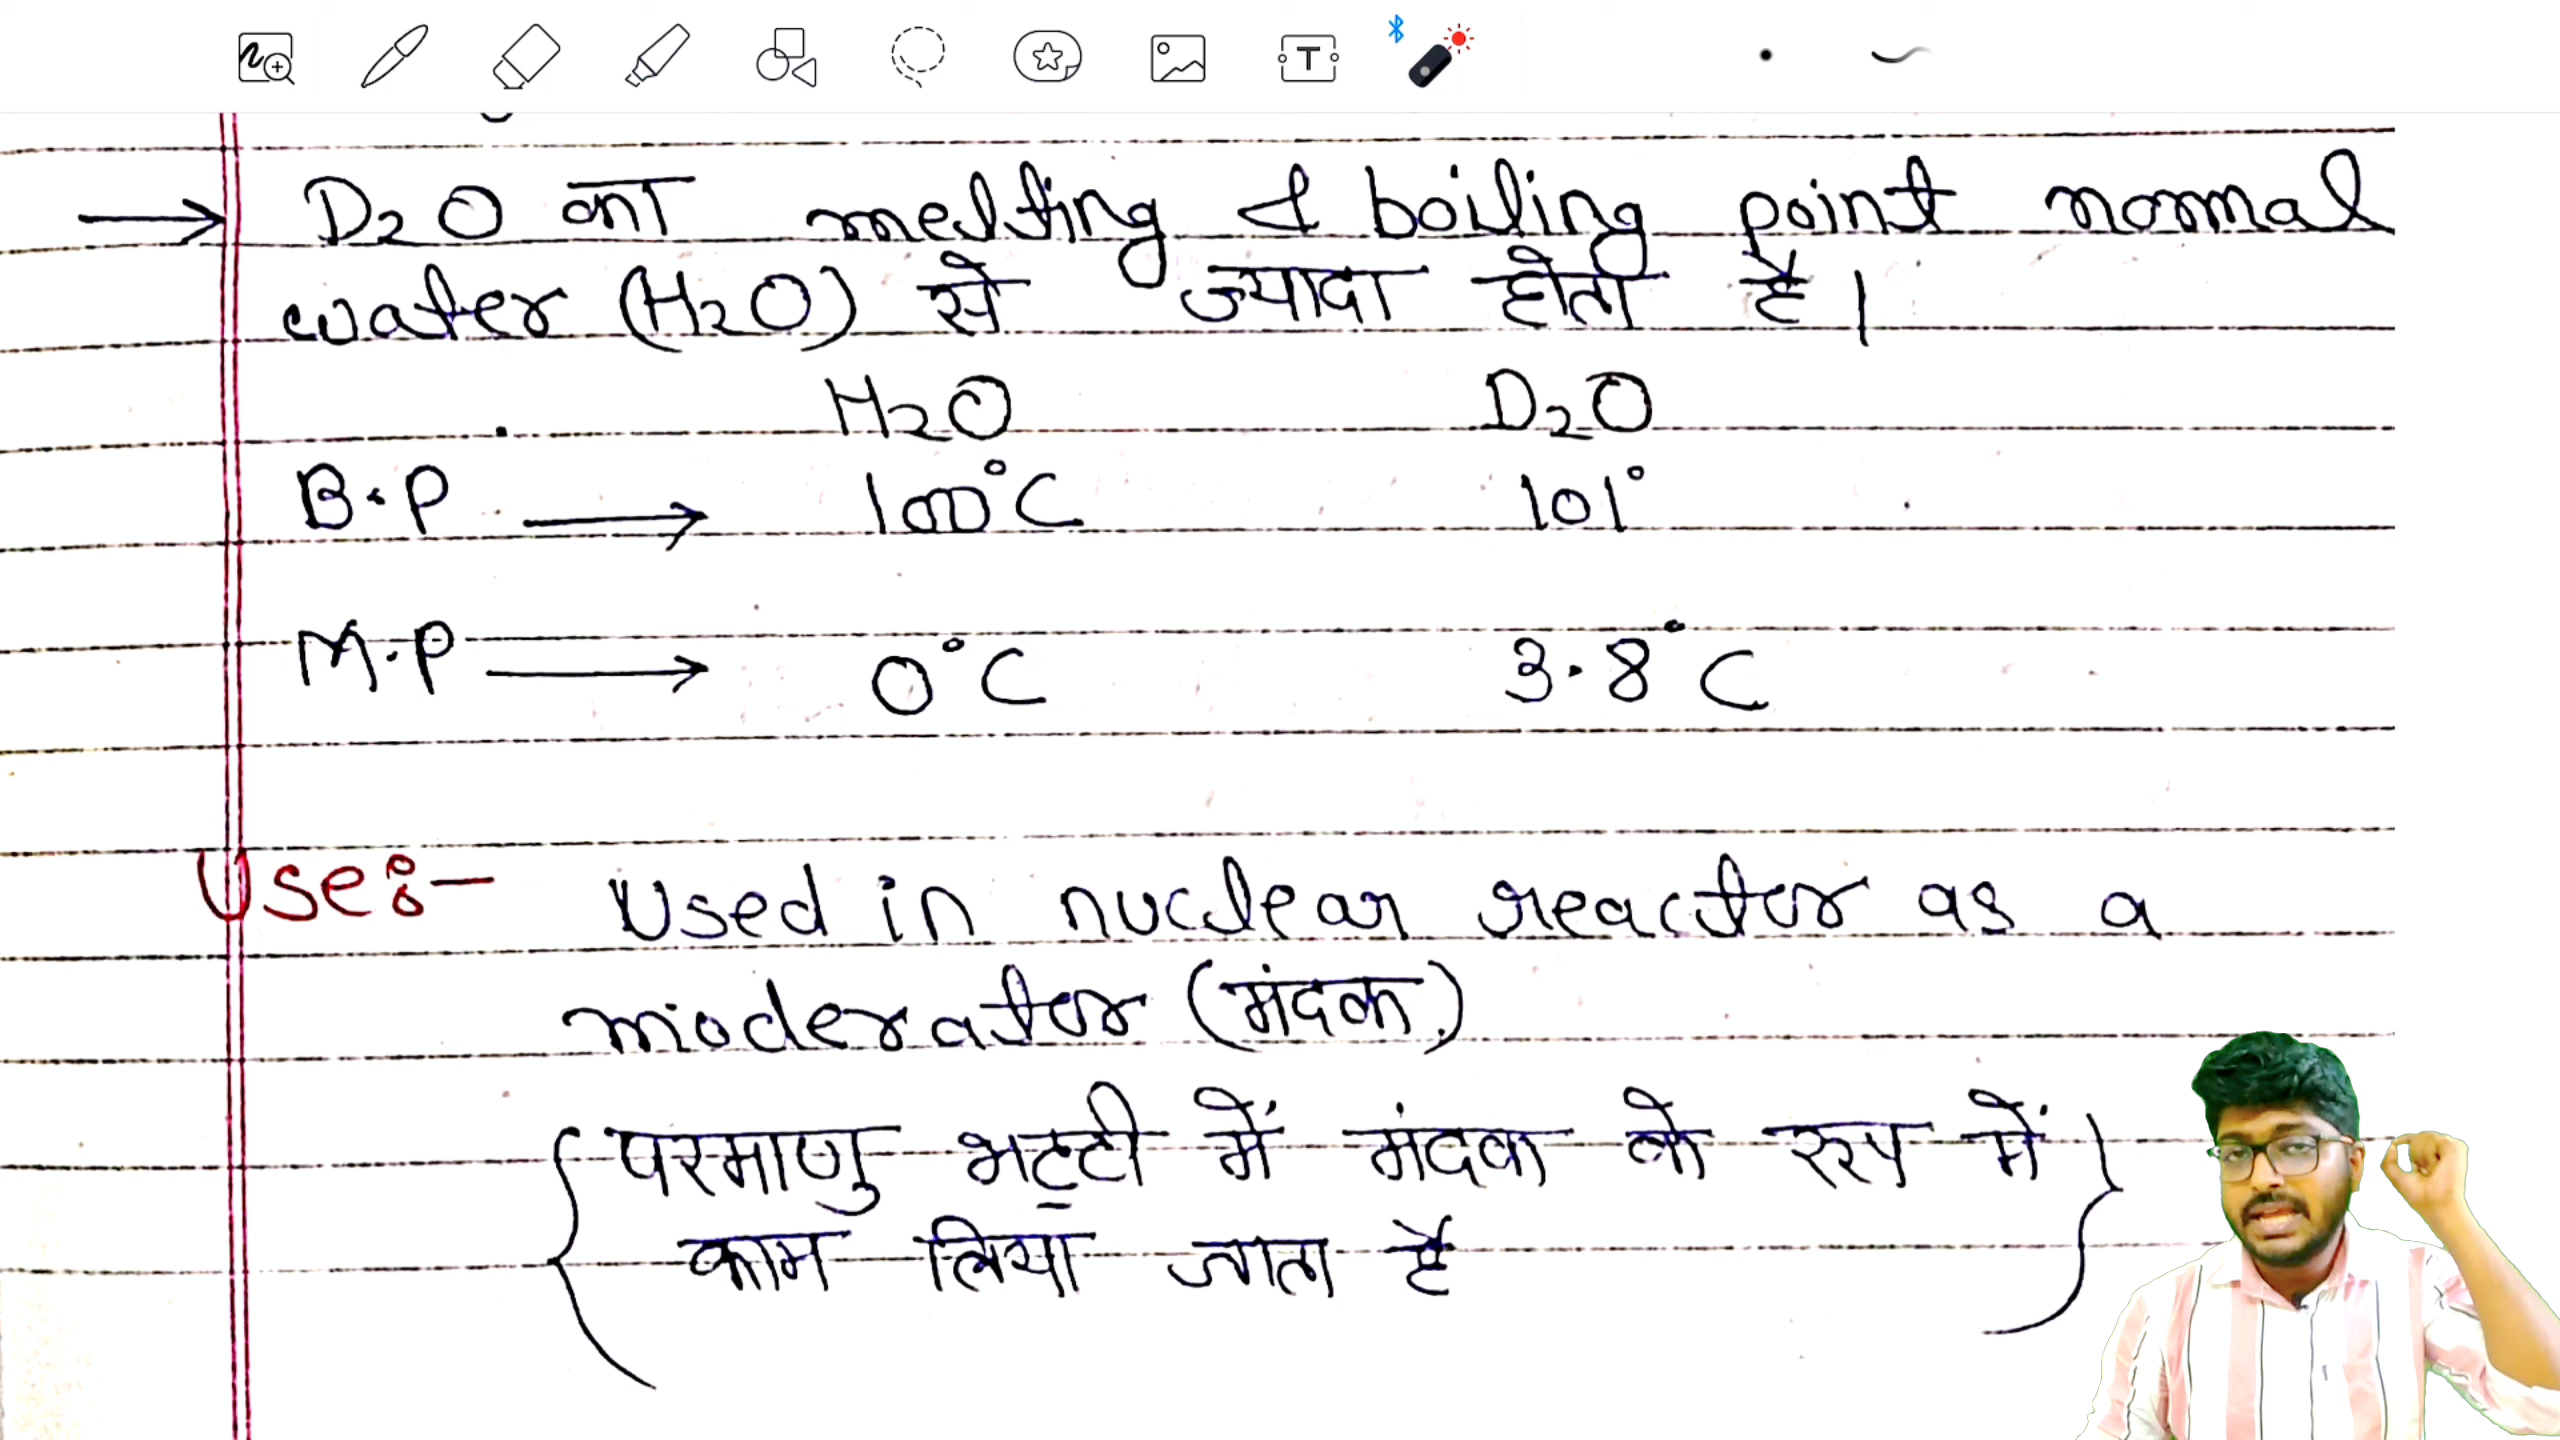 T
→ D₂O का melting & boiling point normal
water (H₂O) से ज्यादा होता है।
H₂O D₂O
B.P → 100°C 101°
M.P → 0°C 3.8°C
Use:- Used in nuclear reactor as a
moderator (मंदक)
{परमाणु भट्टी में मंदक के रूप में}
काम लिया जाता है